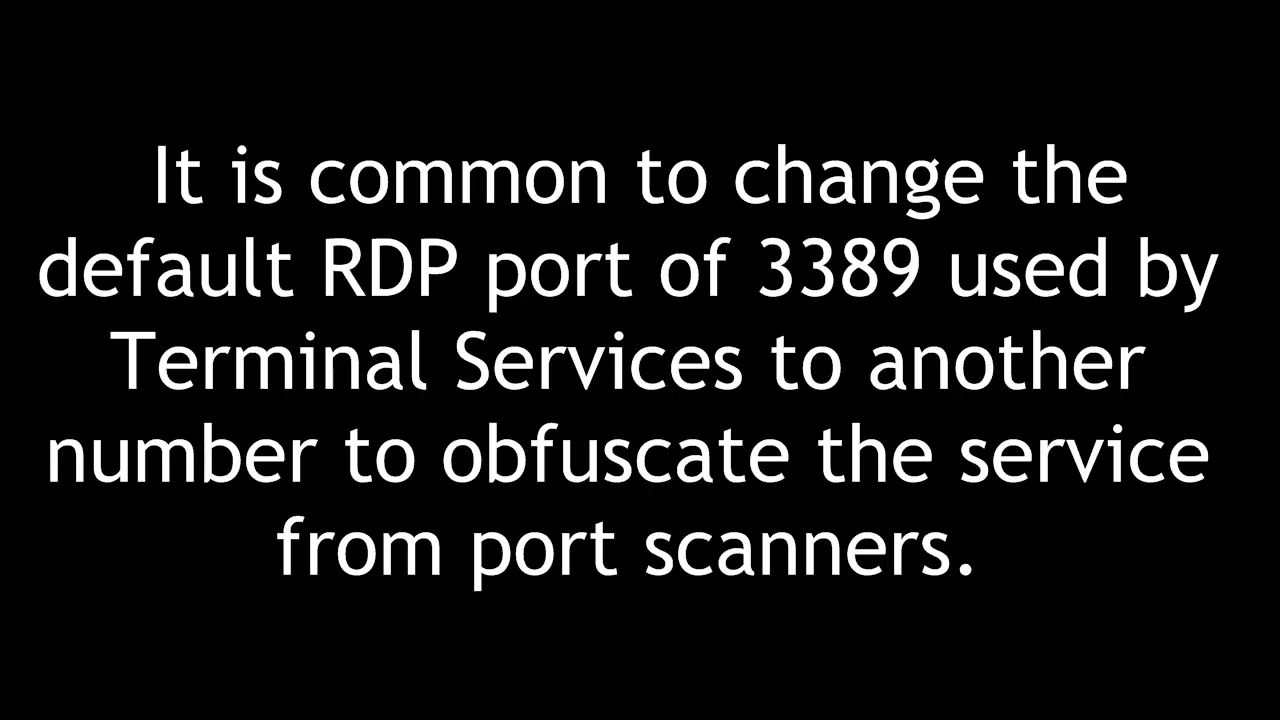 It is common to change the
default RDP port of 3389 used by
Terminal Services to another
number to obfuscate the service
from port scanners.